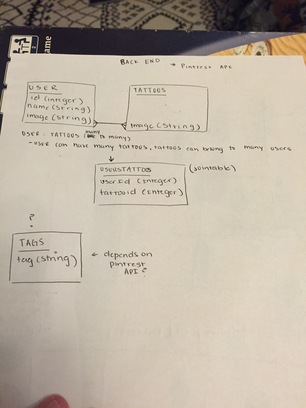 BACK END
→ Pintrest API
USER
id (integer)
name (string)
image (string)
TATTOOS
image (string)
USER : TATTOOS (many to many)
- user can have many tattoos, tattoos can belong to many users
USERSTATTOOS
userid (integer)
tattooid (integer)
(jointable)
?
TAGS
tag (string)
← depends on
pintrest
API?